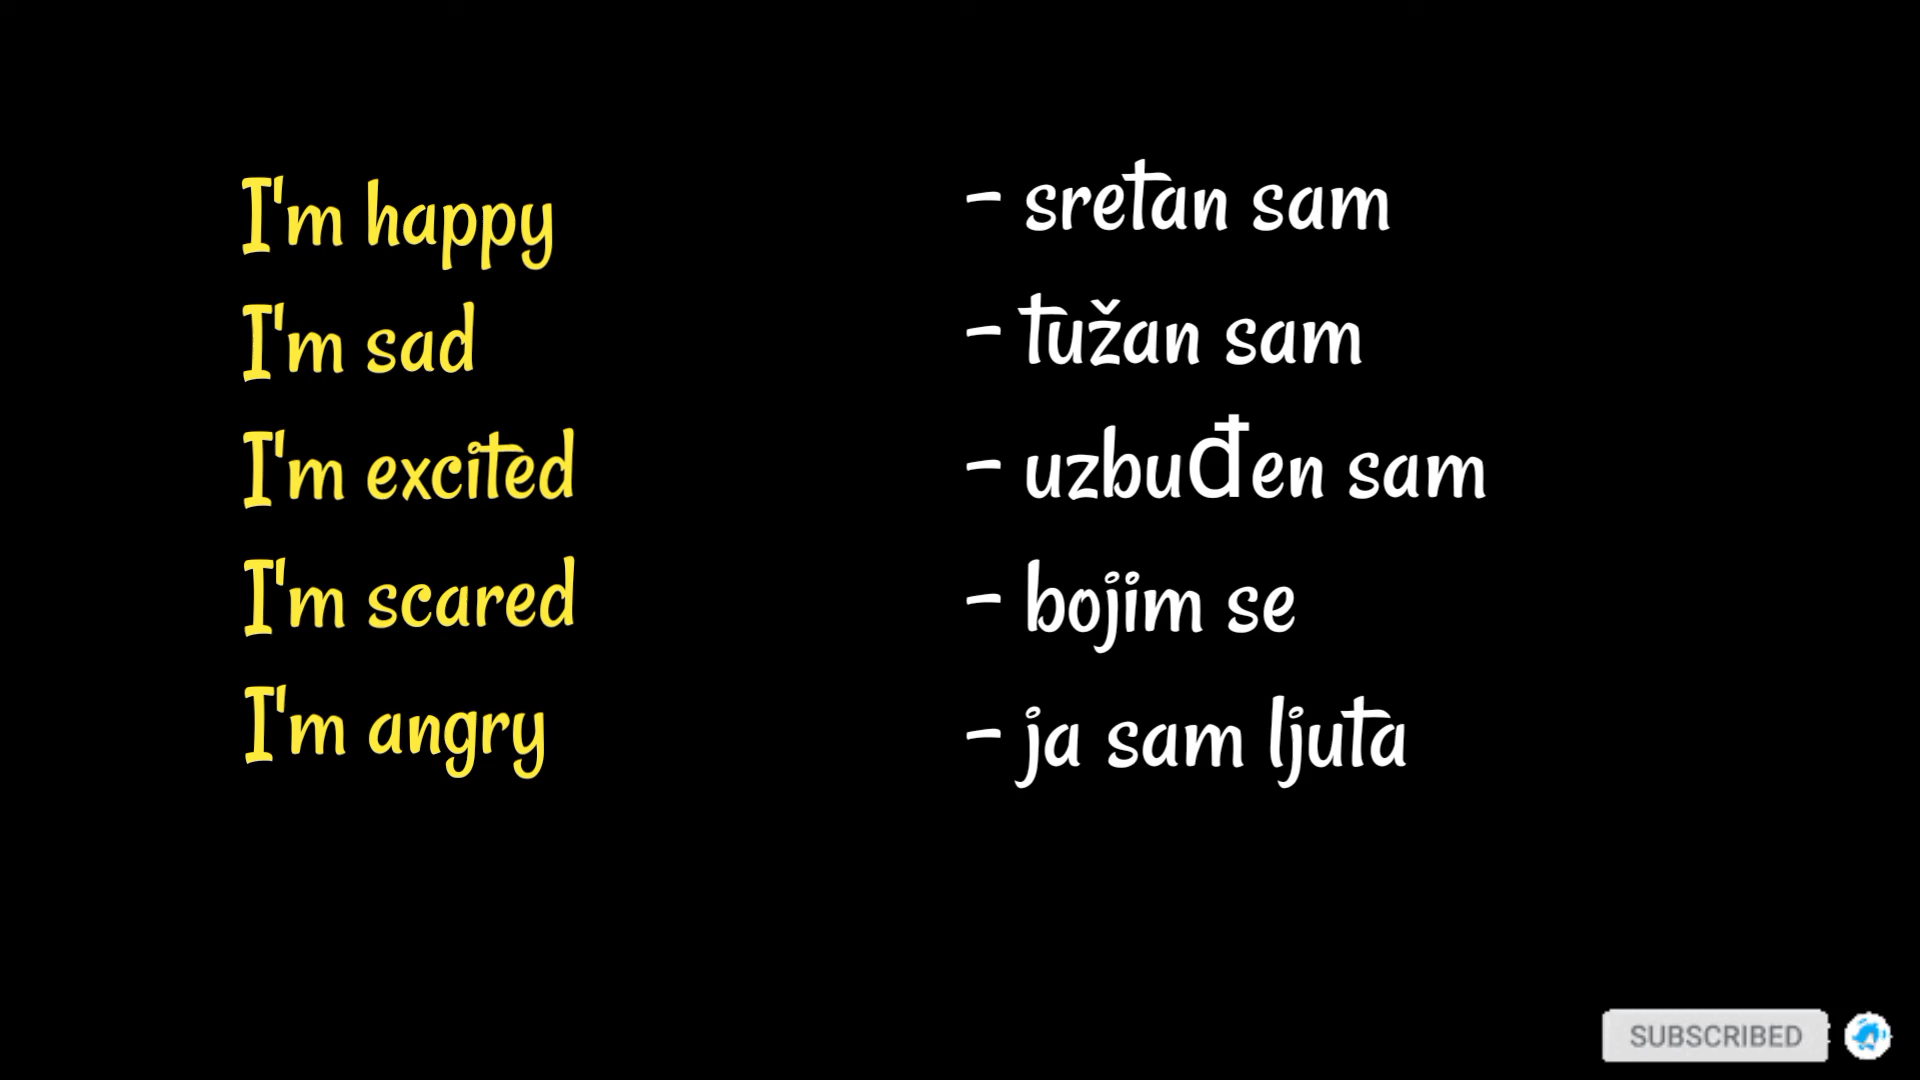 I'm happy - sretan sam
I'm sad - tužan sam
I'm excited - uzbuđen sam
I'm scared - bojim se
I'm angry - ja sam ljuta
SUBSCRIBED